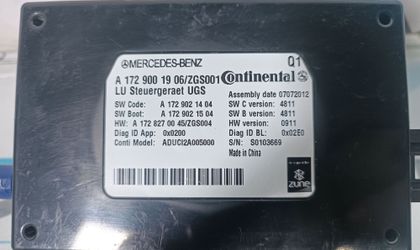 MERCEDES-BENZ Q1
A 172 900 19 06/ZGS001 Continental
LU Steuergeraet UGS Assembly date 07072012
SW Code: A 172 902 14 04 SW C version: 4811
SW Boot: A 172 902 15 04 SW B version: 4811
HW: A 172 827 00 45/ZGS004 HW version: 0911
Diag ID App: 0x0200 Diag ID BL: 0x02E0
Conti Model: ADUCI2A005000 S/N: S0103669
Made in China
zune